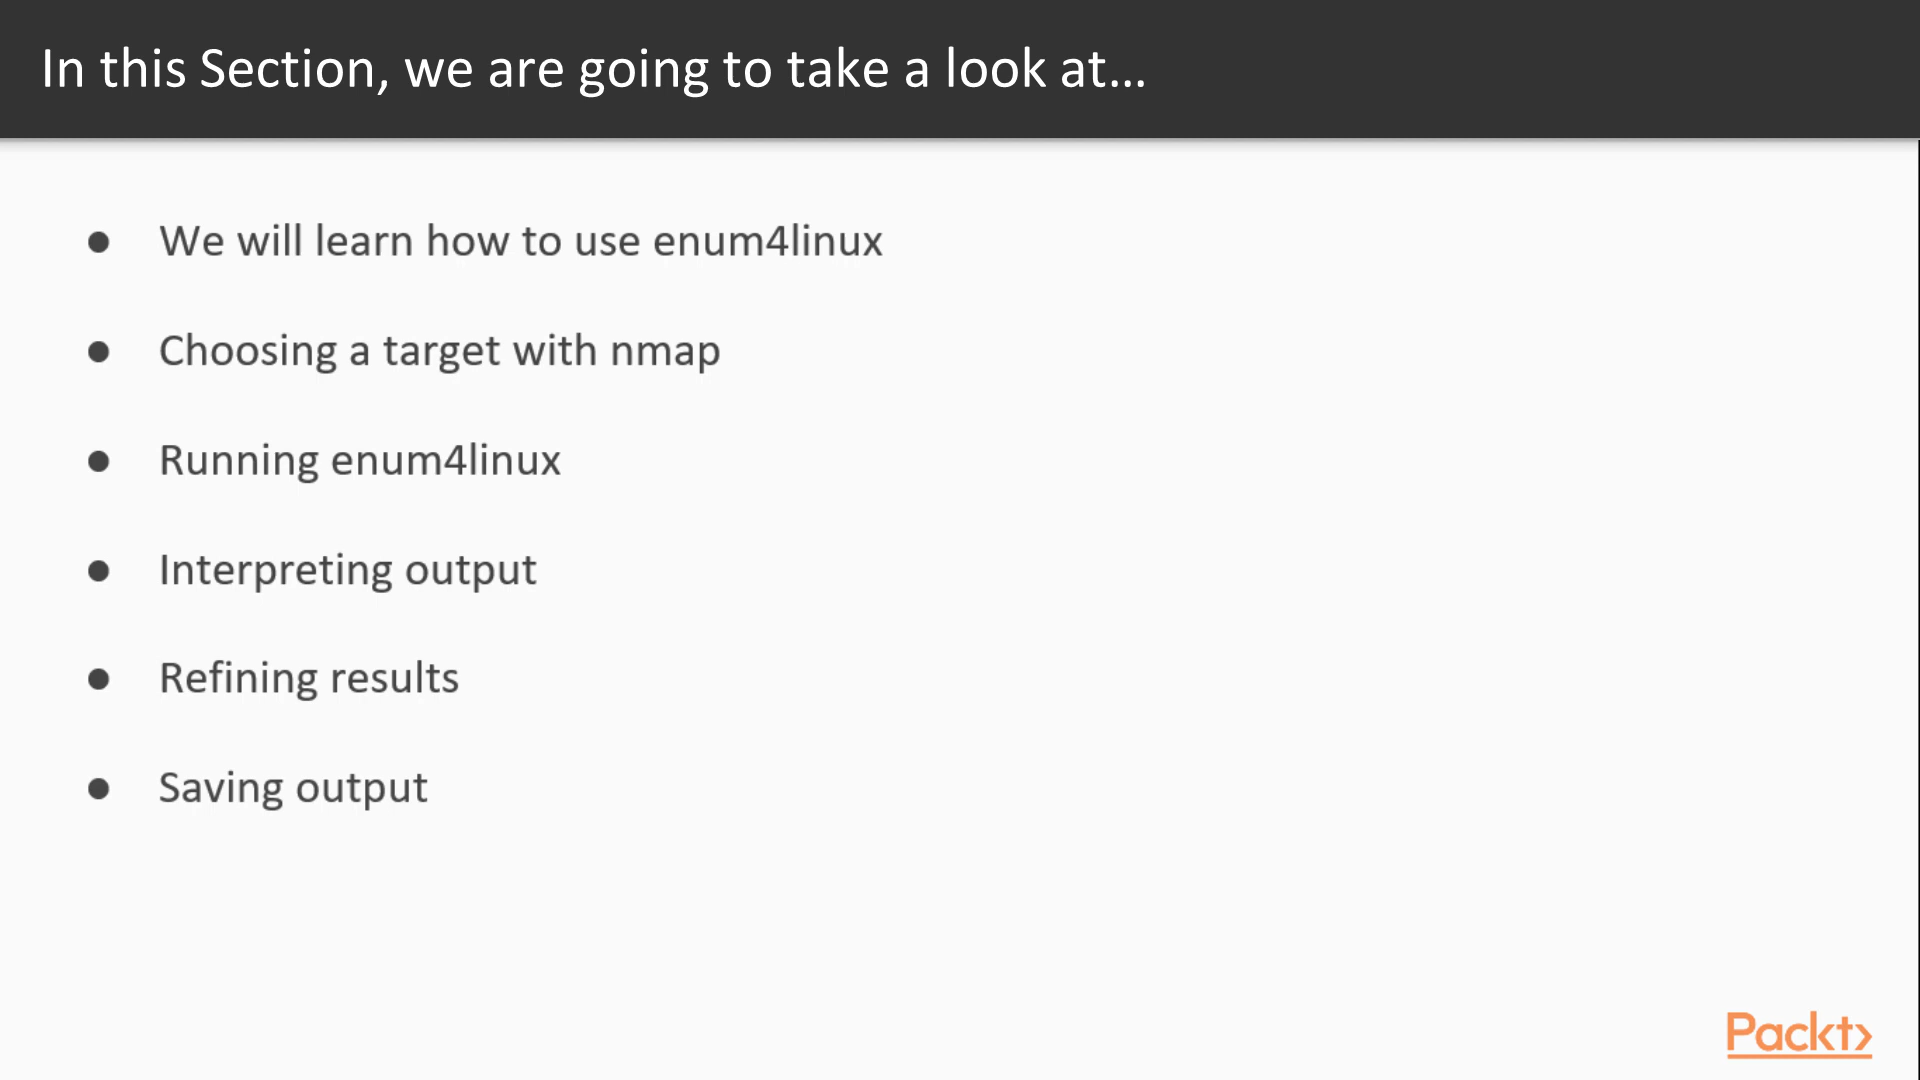 In this Section, we are going to take a look at...
● We will learn how to use enum4linux
● Choosing a target with nmap
● Running enum4linux
● Interpreting output
● Refining results
● Saving output
Packt>